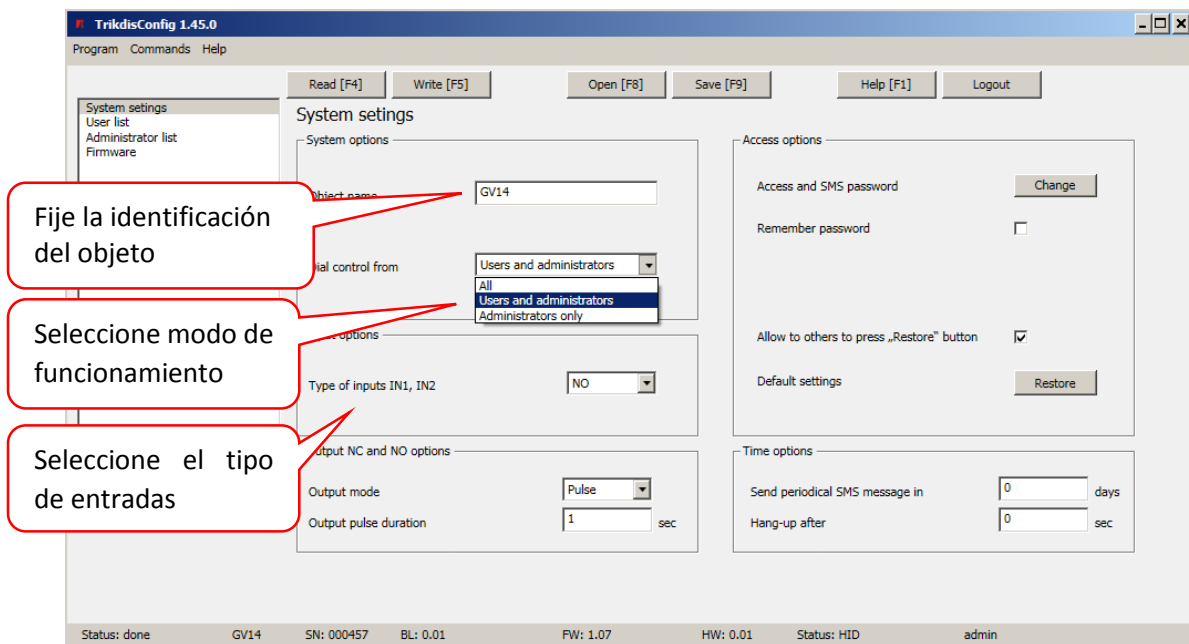 TrikdisConfig 1.45.0
Program Commands Help
Read [F4] Write [F5] Open [F8] Save [F9] Help [F1] Logout
System setings
User list
Administrator list
Firmware
System setings
System options
Object name GV14
Dial control from Users and administrators
All
Users and administrators
Administrators only
Type of inputs IN1, IN2 NO
Output NC and NO options
Output mode Pulse
Output pulse duration 1 sec
Access options
Access and SMS password Change
Remember password
Allow to others to press „Restore“ button
Default settings Restore
Time options
Send periodical SMS message in 0 days
Hang-up after 0 sec
Fije la identificación
del objeto
Seleccione modo de
funcionamiento
Seleccione el tipo
de entradas
Status: done GV14 SN: 000457 BL: 0.01 FW: 1.07 HW: 0.01 Status: HID admin